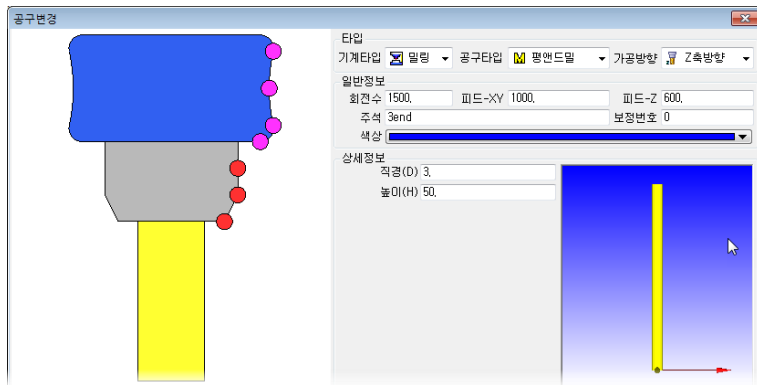 공구변경
타입
기계타입 밀링 공구타입 평앤드밀 가공방향 Z축방향
일반정보
회전수 1500, 피드-XY 1000, 피드-Z 600,
주석 3end 보정번호 0
색상
상세정보
직경(D) 3,
높이(H) 50,